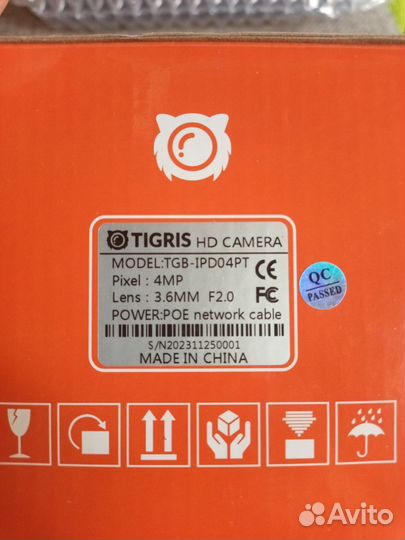 TIGRIS HD CAMERA
MODEL:TGB-IPD04PT CE
Pixel : 4MP
Lens : 3.6MM F2.0 FC
POWER:POE network cable
S/N202311250001
MADE IN CHINA
QC
PASSED
Avito